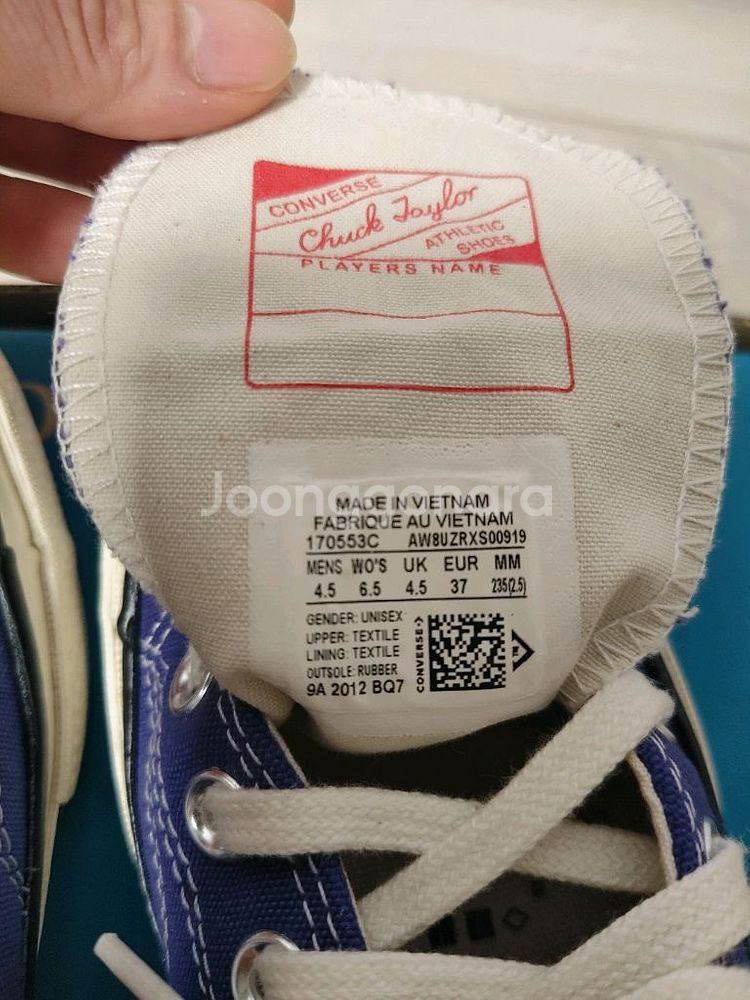 CONVERSE
Chuck Taylor
ATHLETIC
SHOES
PLAYERS NAME
Joonggonara
MADE IN VIETNAM
FABRIQUE AU VIETNAM
170553C AW8UZRXS00919
MENS WO'S UK EUR MM
4.5 6.5 4.5 37 235(2.5)
GENDER: UNISEX
UPPER: TEXTILE
LINING: TEXTILE
OUTSOLE: RUBBER
9A 2012 BQ7
CONVERSE